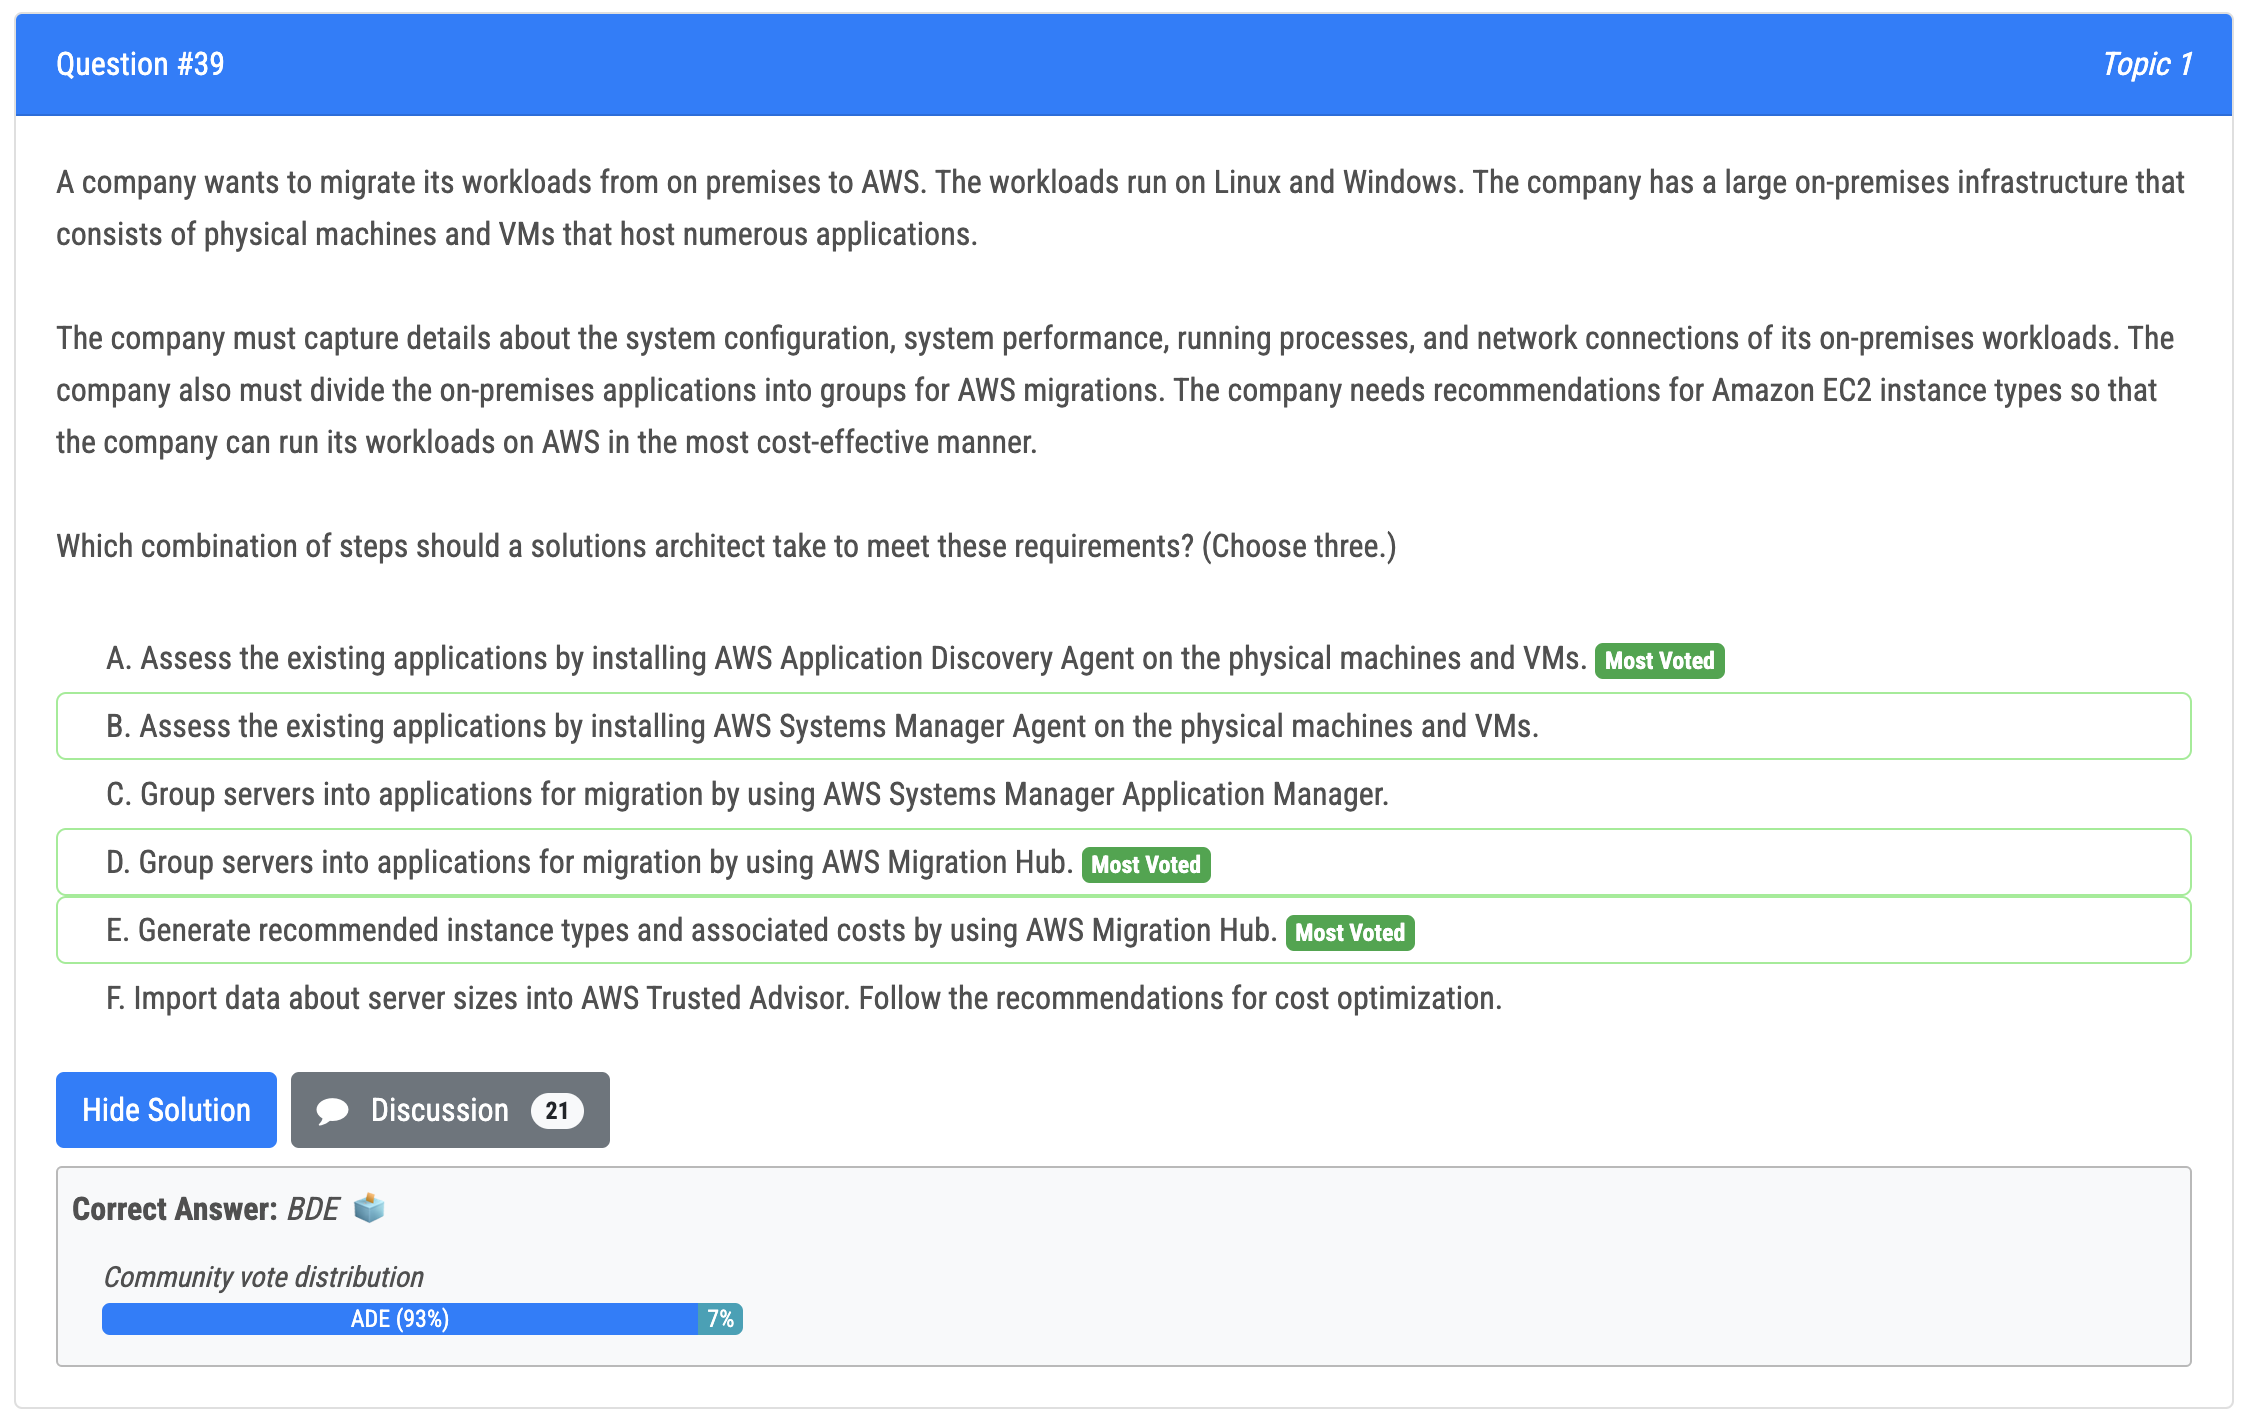 Question #39
Topic 1
A company wants to migrate its workloads from on premises to AWS. The workloads run on Linux and Windows. The company has a large on-premises infrastructure that
consists of physical machines and VMs that host numerous applications.
The company must capture details about the system configuration, system performance, running processes, and network connections of its on-premises workloads. The
company also must divide the on-premises applications into groups for AWS migrations. The company needs recommendations for Amazon EC2 instance types so that
the company can run its workloads on AWS in the most cost-effective manner.
Which combination of steps should a solutions architect take to meet these requirements? (Choose three.)
A. Assess the existing applications by installing AWS Application Discovery Agent on the physical machines and VMs. Most Voted
B. Assess the existing applications by installing AWS Systems Manager Agent on the physical machines and VMs.
C. Group servers into applications for migration by using AWS Systems Manager Application Manager.
D. Group servers into applications for migration by using AWS Migration Hub. Most Voted
E. Generate recommended instance types and associated costs by using AWS Migration Hub. Most Voted
F. Import data about server sizes into AWS Trusted Advisor. Follow the recommendations for cost optimization.
Hide Solution
Discussion 21
Correct Answer: BDE
Community vote distribution
ADE (93%) 7%